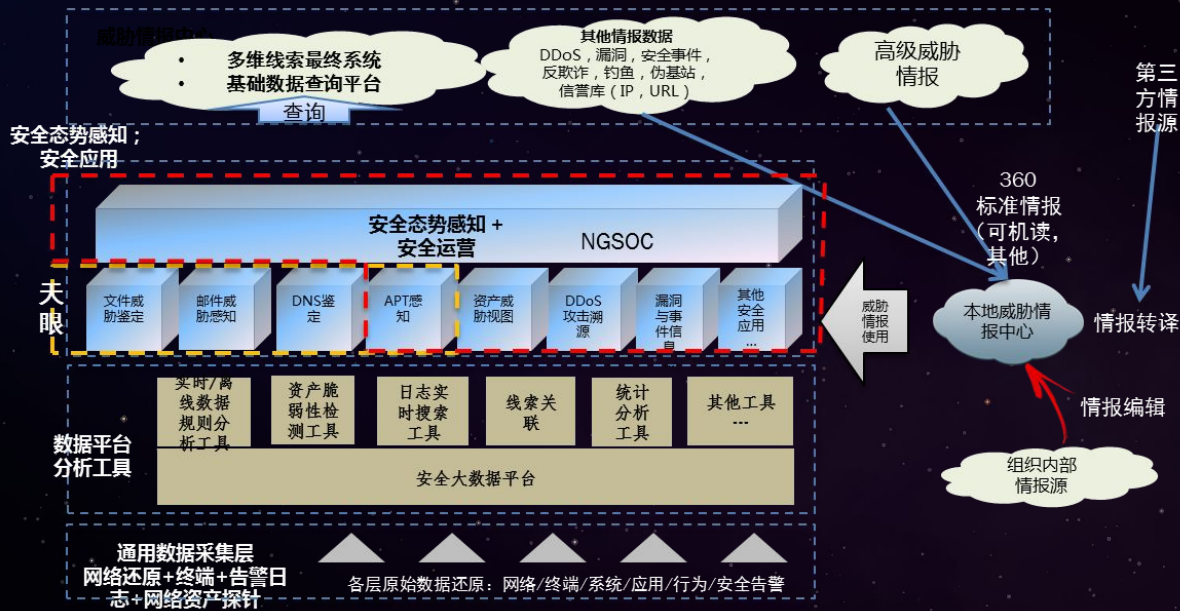 威胁情报中心
• 多维线索最终系统
• 基础数据查询平台
查询
其他情报数据
DDoS，漏洞，安全事件，
反欺诈，钓鱼，伪基站，
信誉库（IP，URL）
高级威胁
情报
第三
方情
报源
安全态势感知；
安全应用
安全态势感知 +
安全运营
NGSOC
360
标准情报
（可机读，
其他）
天
眼
文件威
胁鉴定
邮件威
胁感知
DNS鉴
定
APT感
知
资产威
胁视图
DDoS
攻击溯
源
漏洞
与事
件信
息
其他
安全
应用
...
威胁
情报
使用
本地威胁情
报中心
情报转译
数据平台
分析工具
实时/离
线数据
规则分
析工具
资产脆
弱性检
测工具
日志实
时搜索
工具
线索关
联
统计
分析
工具
其他工具
...
安全大数据平台
情报编辑
组织内部
情报源
通用数据采集层
网络还原+终端+告警日
志+网络资产探针
各层原始数据还原：网络/终端/系统/应用/行为/安全告警